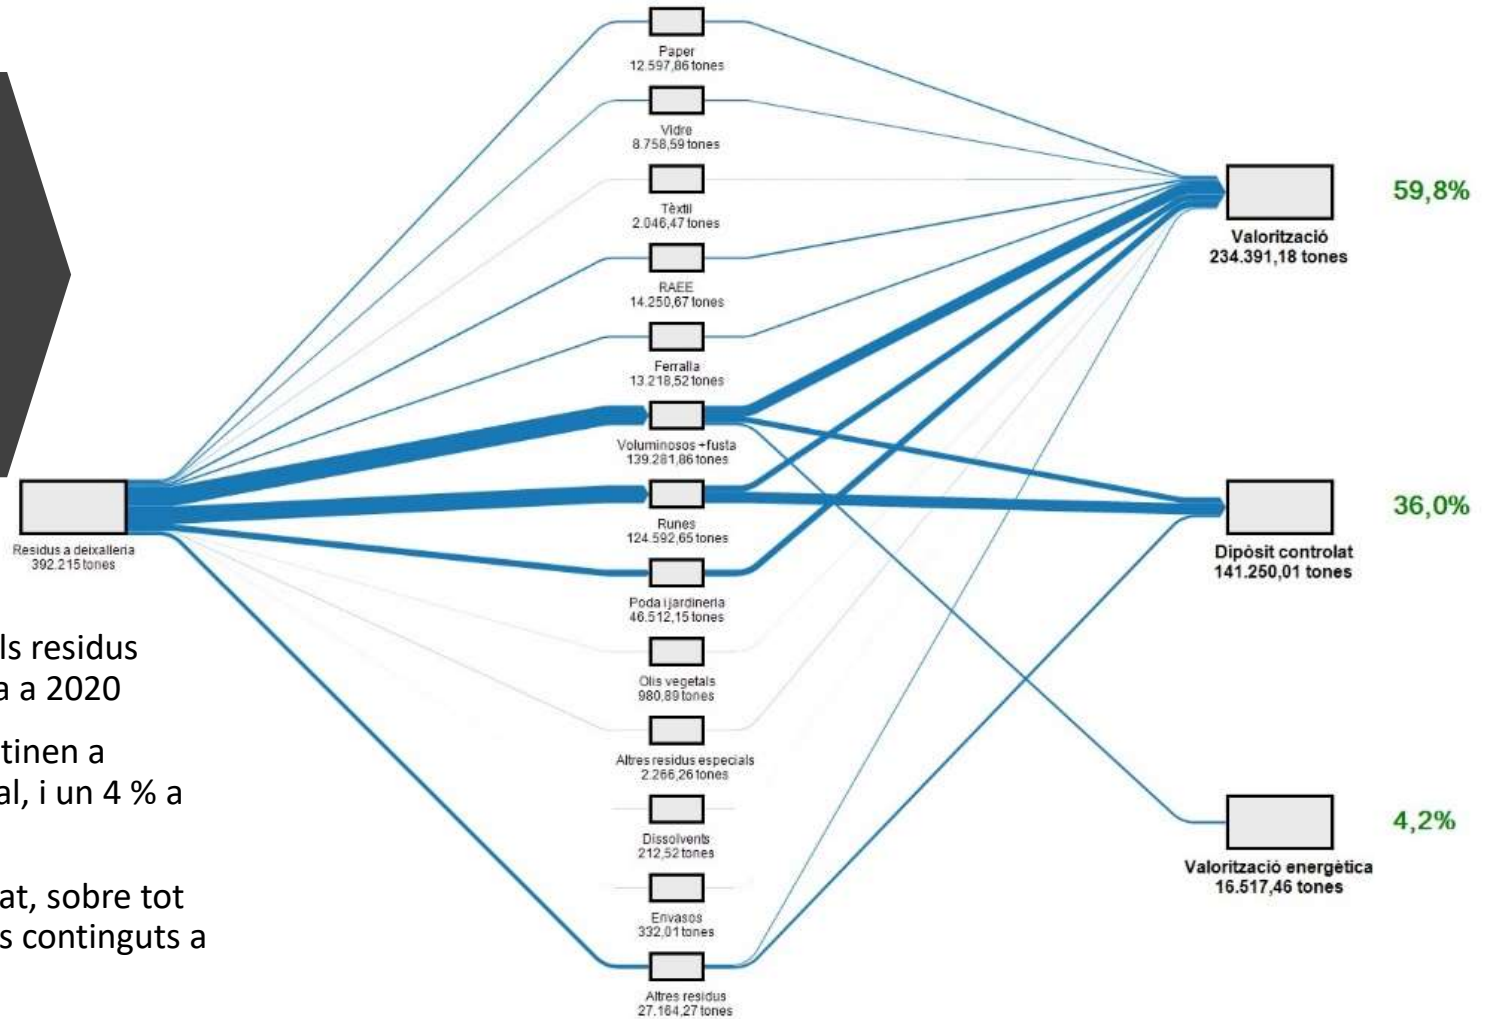 Paper
12.597,86 tones
Vidre
8.758,59 tones
Tèxtil
2.046,47 tones
RAEE
14.250,67 tones
Ferralla
13.218,52 tones
Voluminosos +fusta
139.281,86 tones
Runes
124.592,65 tones
Poda i jardineria
46.512,15 tones
Olis vegetals
980,89 tones
Altres residus especials
2.266,26 tones
Dissolvents
212,52 tones
Envasos
332,01 tones
Altres residus
27.164,27 tones
Residus a deixalleria
392.215 tones
Valorització
234.391,18 tones
59,8%
Dipòsit controlat
141.250,01 tones
36,0%
Valorització energètica
16.517,46 tones
4,2%
ls residus
a a 2020
tinen a
al, i un 4 % a
at, sobre tot
s continguts a